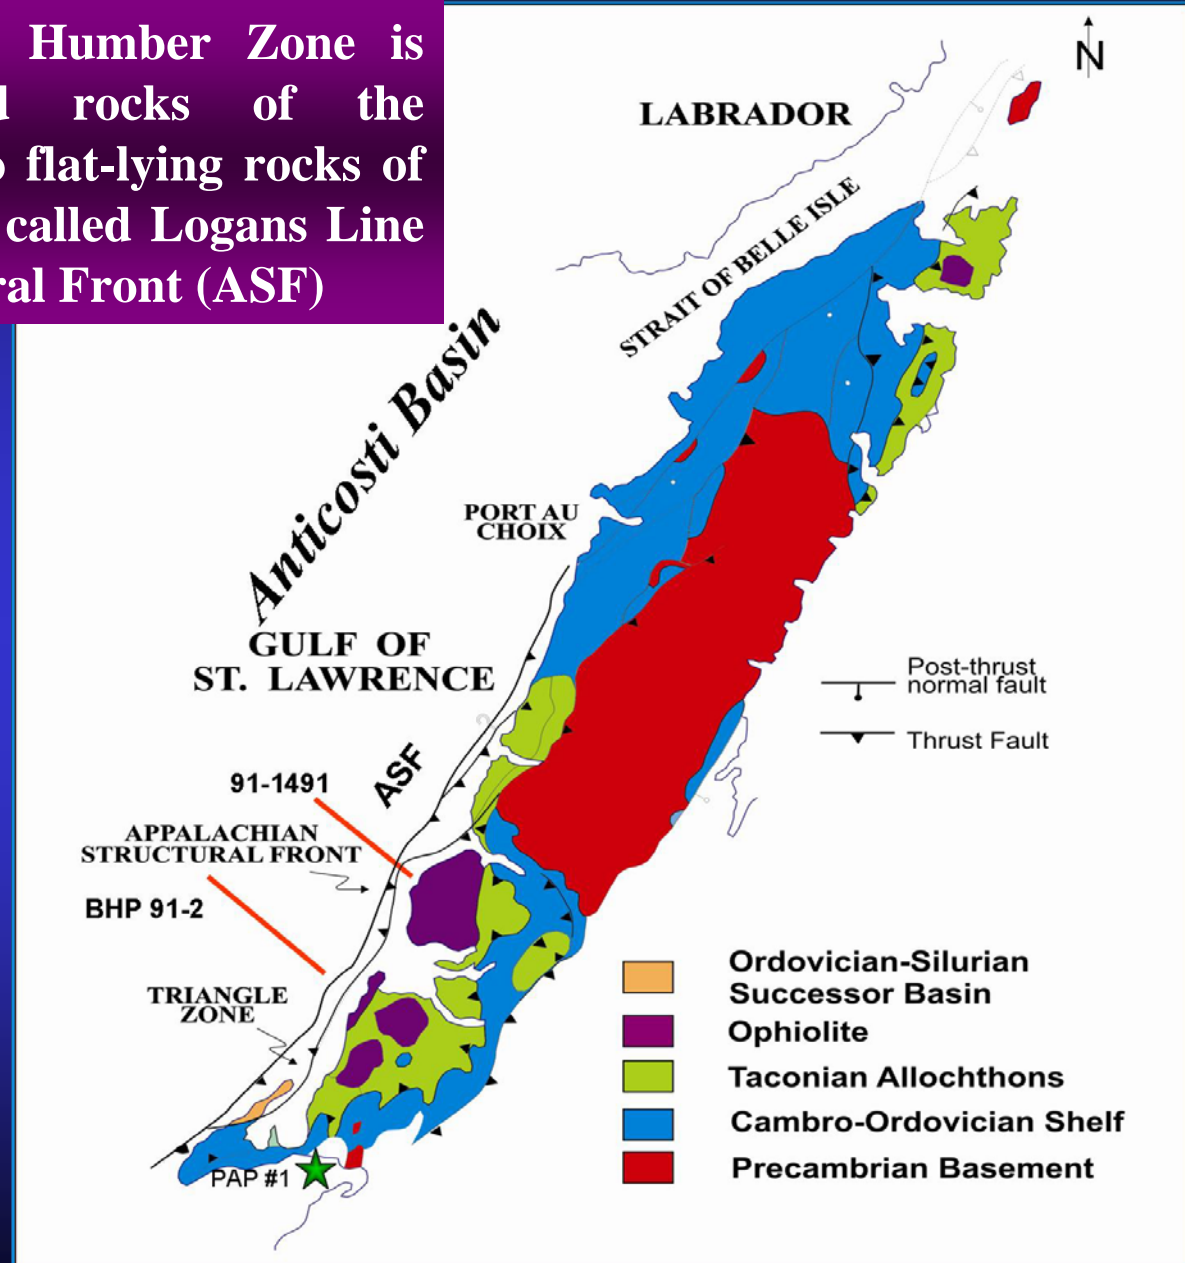 Humber Zone is
rocks of the
flat-lying rocks of
called Logans Line
Front (ASF)
N
LABRADOR
STRAIT OF BELLE ISLE
Anticosti Basin
PORT AU
CHOIX
GULF OF
ST. LAWRENCE
Post-thrust
normal fault
Thrust Fault
ASF
91-1491
APPALACHIAN
STRUCTURAL FRONT
BHP 91-2
TRIANGLE
ZONE
PAP #1
Ordovician-Silurian
Successor Basin
Ophiolite
Taconian Allochthons
Cambro-Ordovician Shelf
Precambrian Basement